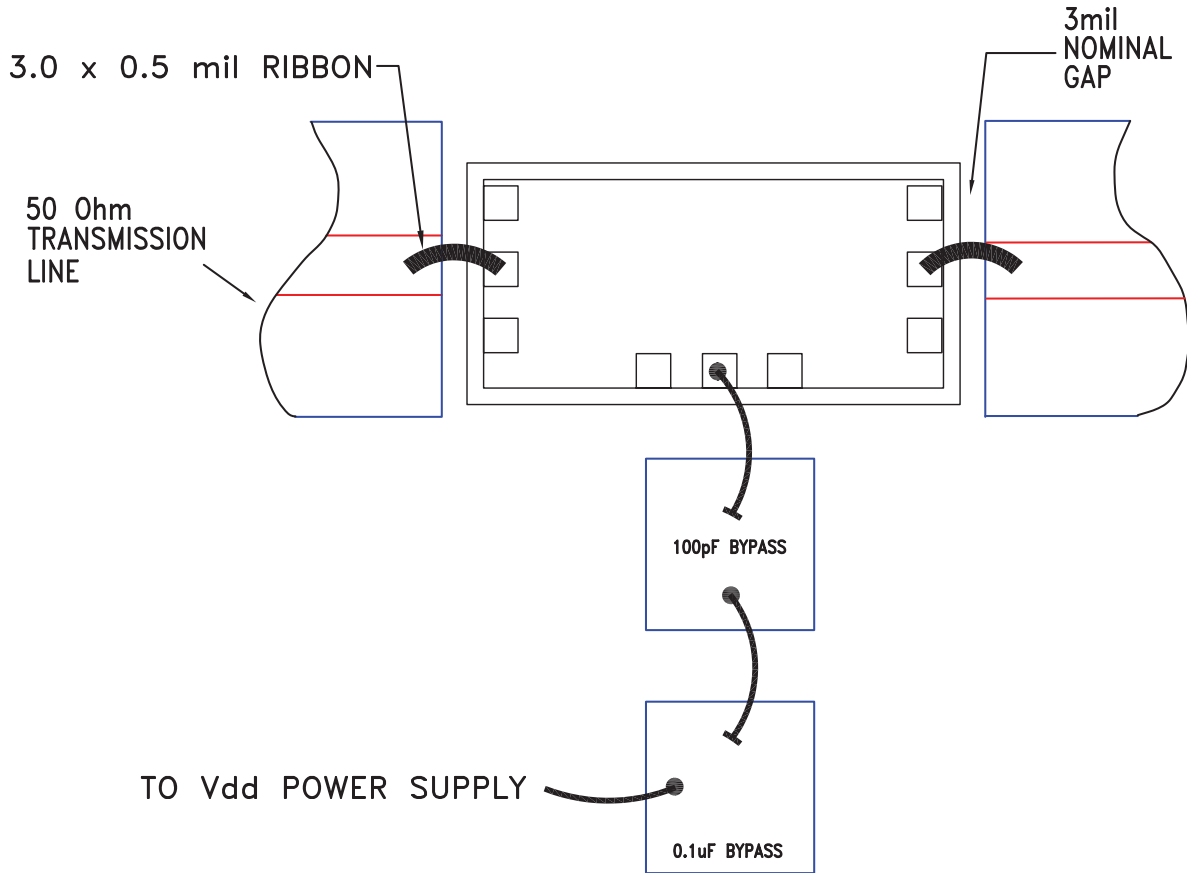 3mil
NOMINAL
GAP
3.0 x 0.5 mil RIBBON
50 Ohm
TRANSMISSION
LINE
100pF BYPASS
TO Vdd POWER SUPPLY
0.1uF BYPASS